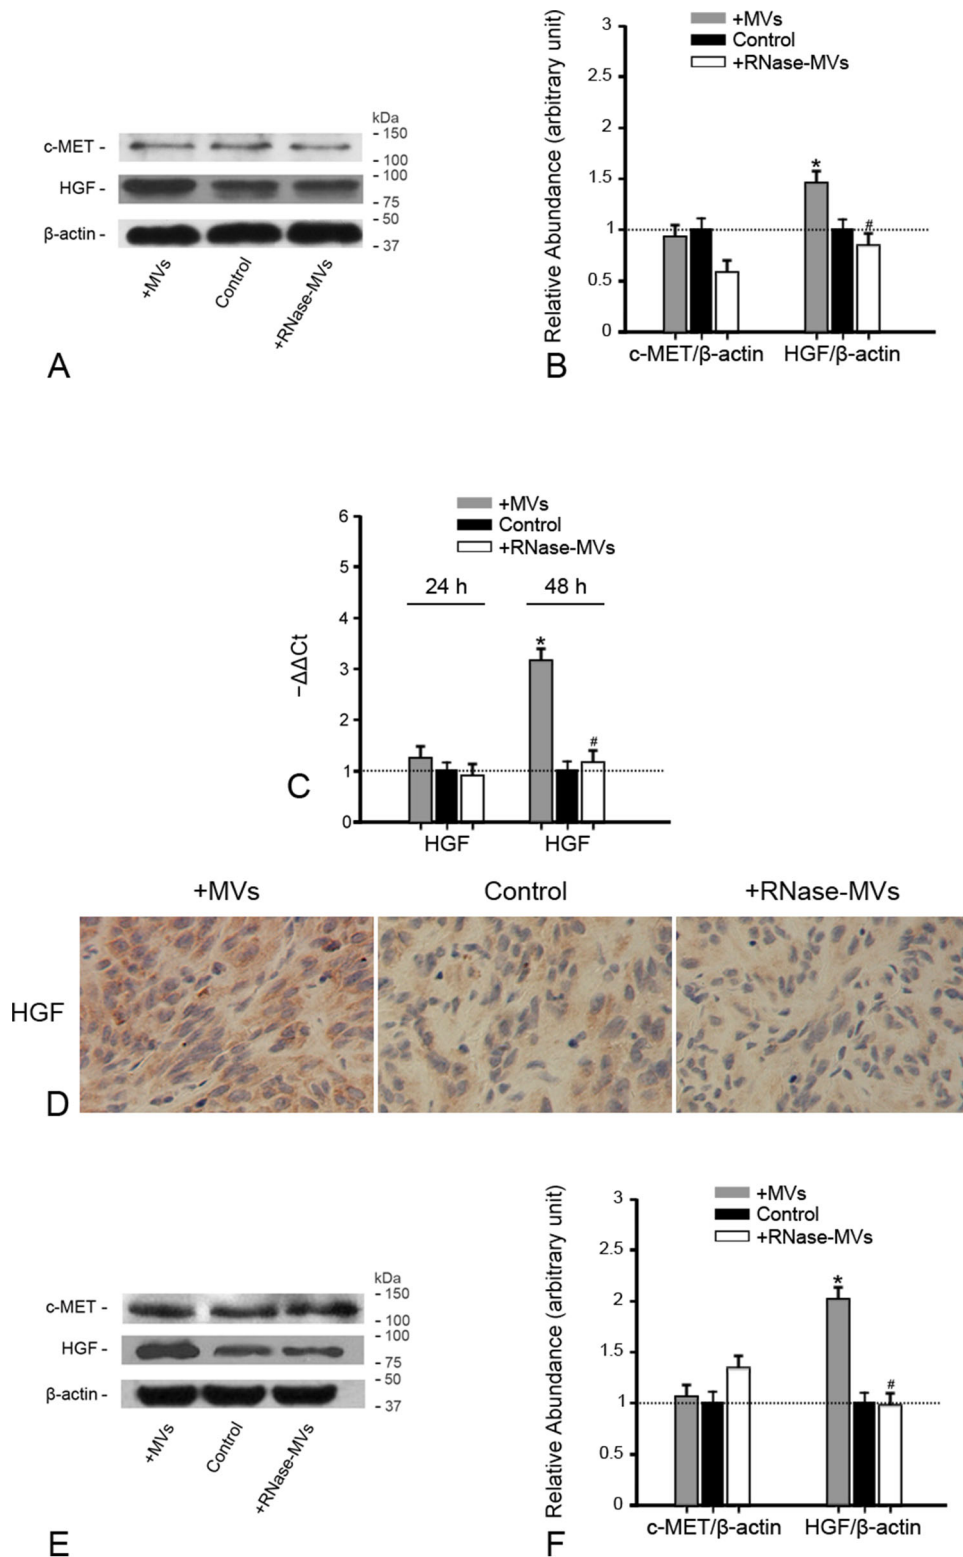 c-MET -
HGF -
β-actin -
kDa
- 150
- 100
- 100
- 75
- 50
- 37
+MVs
Control
+RNase-MVs
A
Relative Abundance (arbitrary unit)
3
2.5
2
1.5
1
0.5
0
+MVs
Control
+RNase-MVs
*
#
c-MET/β-actin
HGF/β-actin
B
−ΔΔCt
6
5
4
3
2
1
0
+MVs
Control
+RNase-MVs
24 h
48 h
*
#
HGF
HGF
C
+MVs
Control
+RNase-MVs
HGF
D
c-MET -
HGF -
β-actin -
kDa
- 150
- 100
- 100
- 75
- 50
- 37
+MVs
Control
+RNase-MVs
E
Relative Abundance (arbitrary unit)
3
2.5
2
1.5
1
0.5
0
+MVs
Control
+RNase-MVs
*
#
c-MET/β-actin
HGF/β-actin
F